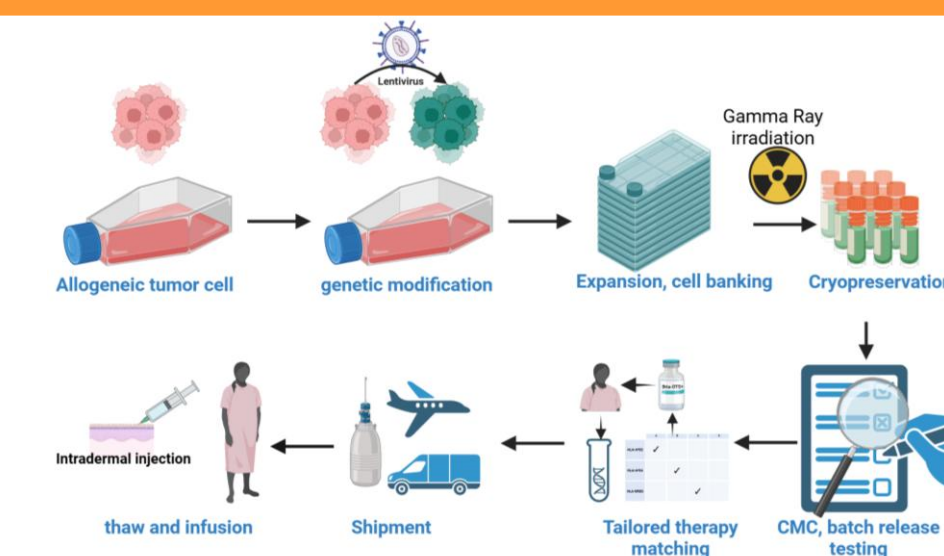 Lentivirus
Gamma Ray
irradiation
Allogeneic tumor cell
genetic modification
Expansion, cell banking
Cryopreservation
Intradermal injection
thaw and infusion
Shipment
Tailored therapy
matching
CMC, batch release
testing